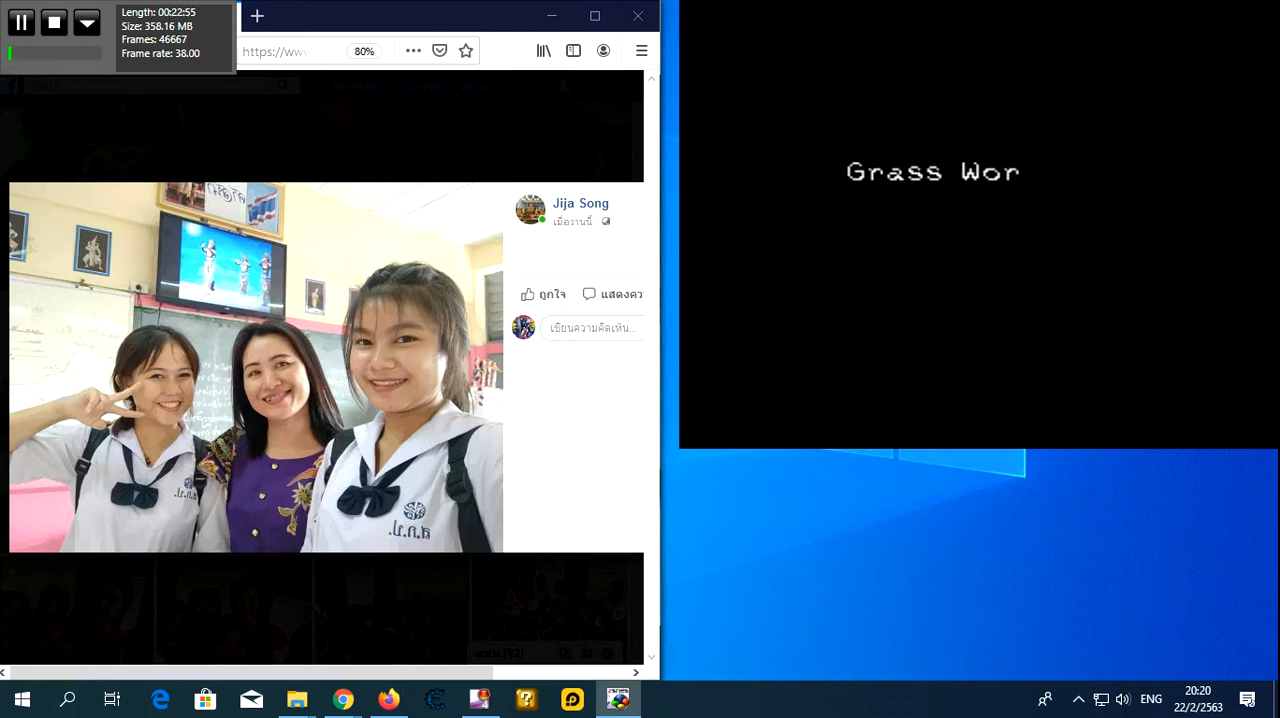 Length: 00:22:55
Size: 358.16 MB
Frames: 46667
Frame rate: 38.00
https://ww
80%
Grass Wor
Jija Song
เมื่อวานนี้
ถูกใจ
แสดงคว
เขียนความคิดเห็น...
ENG
20:20
22/2/2563